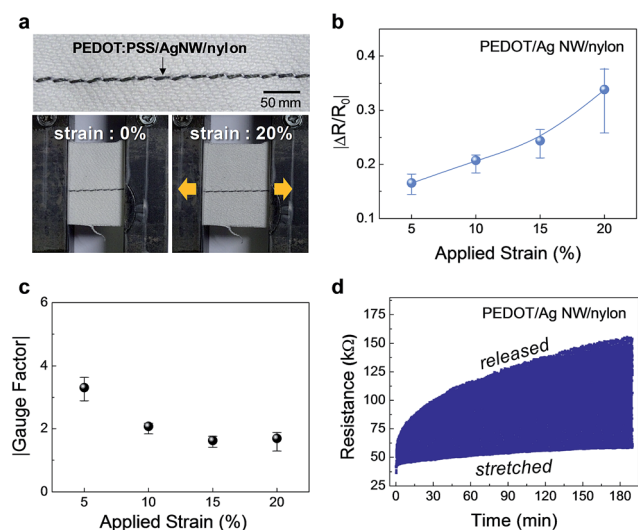 a
PEDOT:PSS/AgNW/nylon
50 mm
strain : 0%
strain : 20%
b
PEDOT/Ag NW/nylon
|ΔR/R0|
0.4
0.3
0.2
0.1
5 10 15 20
Applied Strain (%)
c
|Gauge Factor|
6
4
2
0
5 10 15 20
Applied Strain (%)
d
PEDOT/Ag NW/nylon
Resistance (kΩ)
175
150
125
100
75
50
25
released
stretched
0 30 60 90 120 150 180
Time (min)